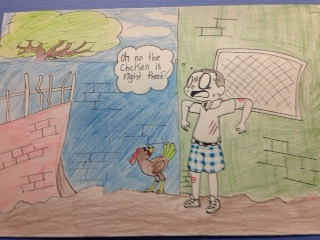 Oh no the
Chicken is
right there!